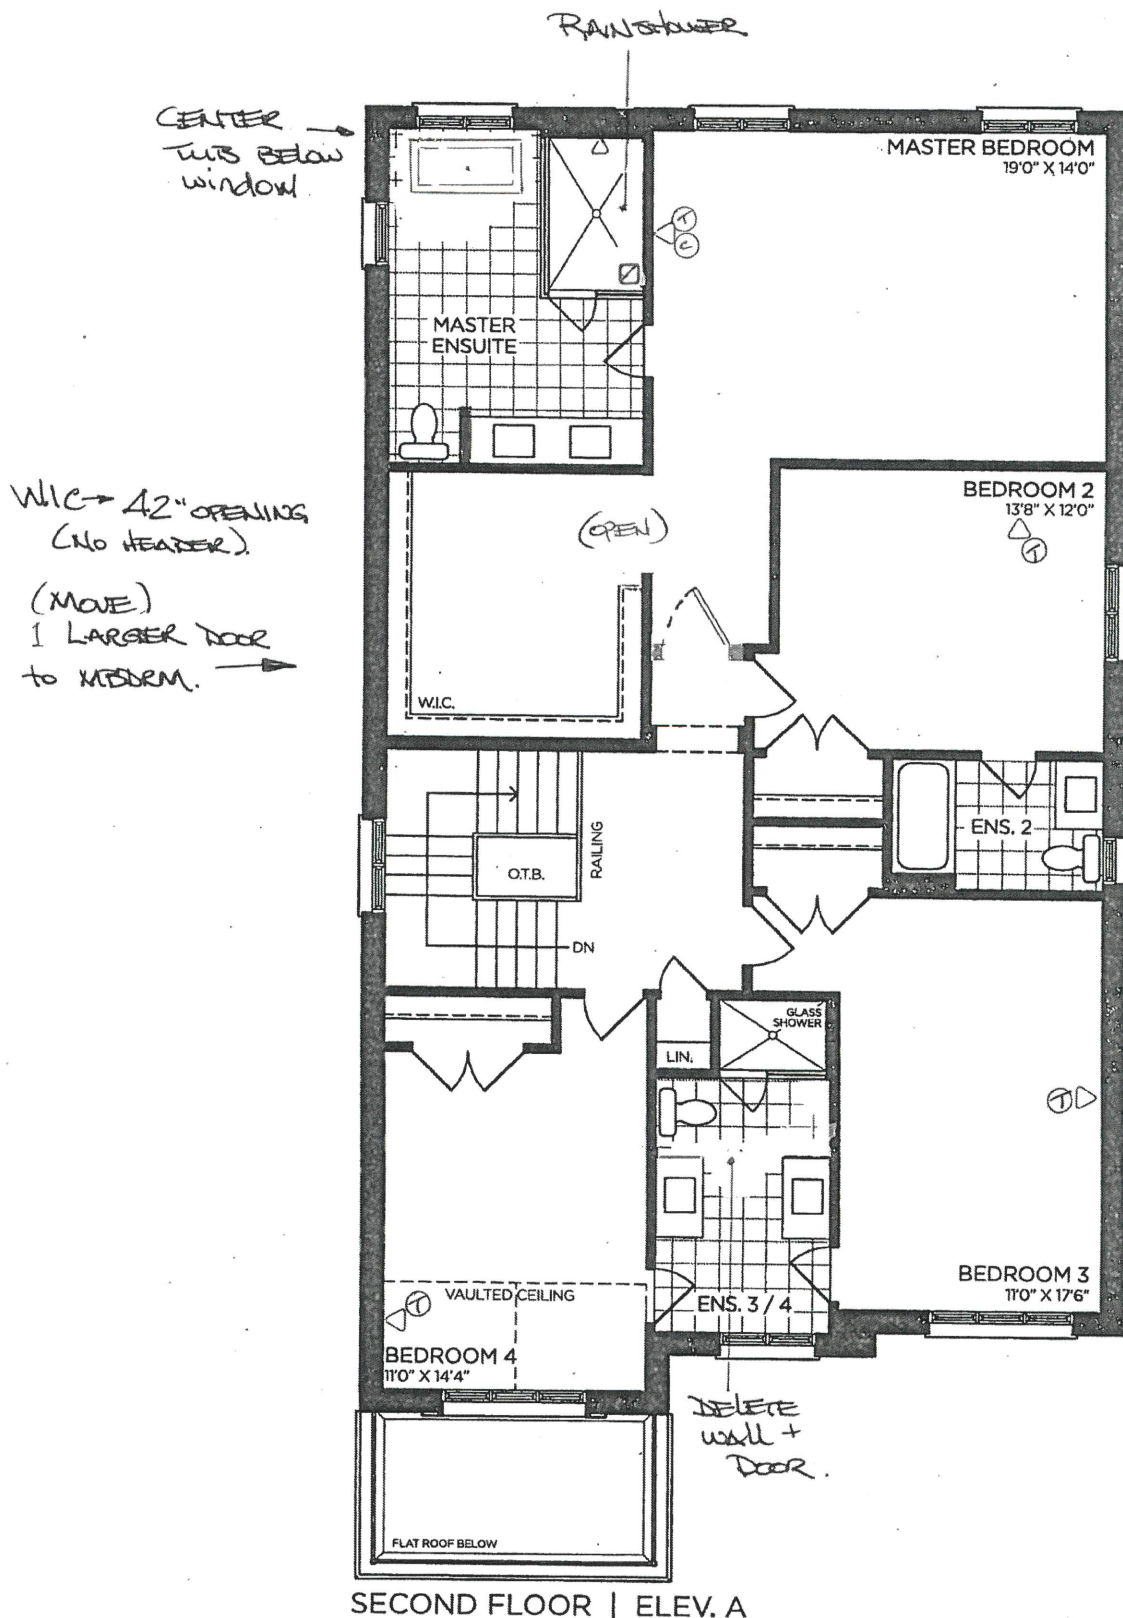 RAINSHOWER
CENTER
TUB BELOW
window
MASTER BEDROOM
19'0" X 14'0"
T
C
MASTER
ENSUITE
W.I.C → 42" OPENING
(NO HEADER).
(OPEN)
BEDROOM 2
13'8" X 12'0"
T
(MOVE)
1 LARGER DOOR
to MBDRM.
W.I.C.
RAILING
O.T.B.
ENS. 2
DN
GLASS
SHOWER
LIN.
T
VAULTED CEILING
T
ENS. 3 / 4
BEDROOM 3
11'0" X 17'6"
BEDROOM 4
11'0" X 14'4"
DELETE
WALL +
DOOR.
FLAT ROOF BELOW
SECOND FLOOR | ELEV. A